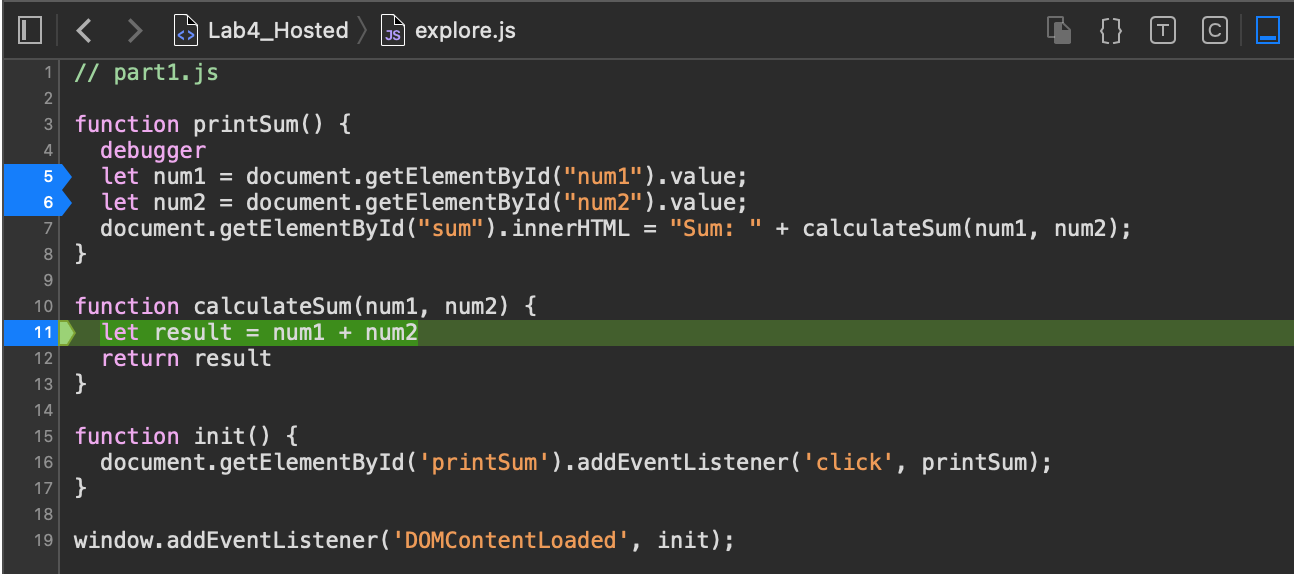 Lab4_Hosted explore.js
1 // part1.js
2
3 function printSum() {
4   debugger
5   let num1 = document.getElementById("num1").value;
6   let num2 = document.getElementById("num2").value;
7   document.getElementById("sum").innerHTML = "Sum: " + calculateSum(num1, num2);
8 }
9
10 function calculateSum(num1, num2) {
11   let result = num1 + num2
12   return result
13 }
14
15 function init() {
16   document.getElementById('printSum').addEventListener('click', printSum);
17 }
18
19 window.addEventListener('DOMContentLoaded', init);